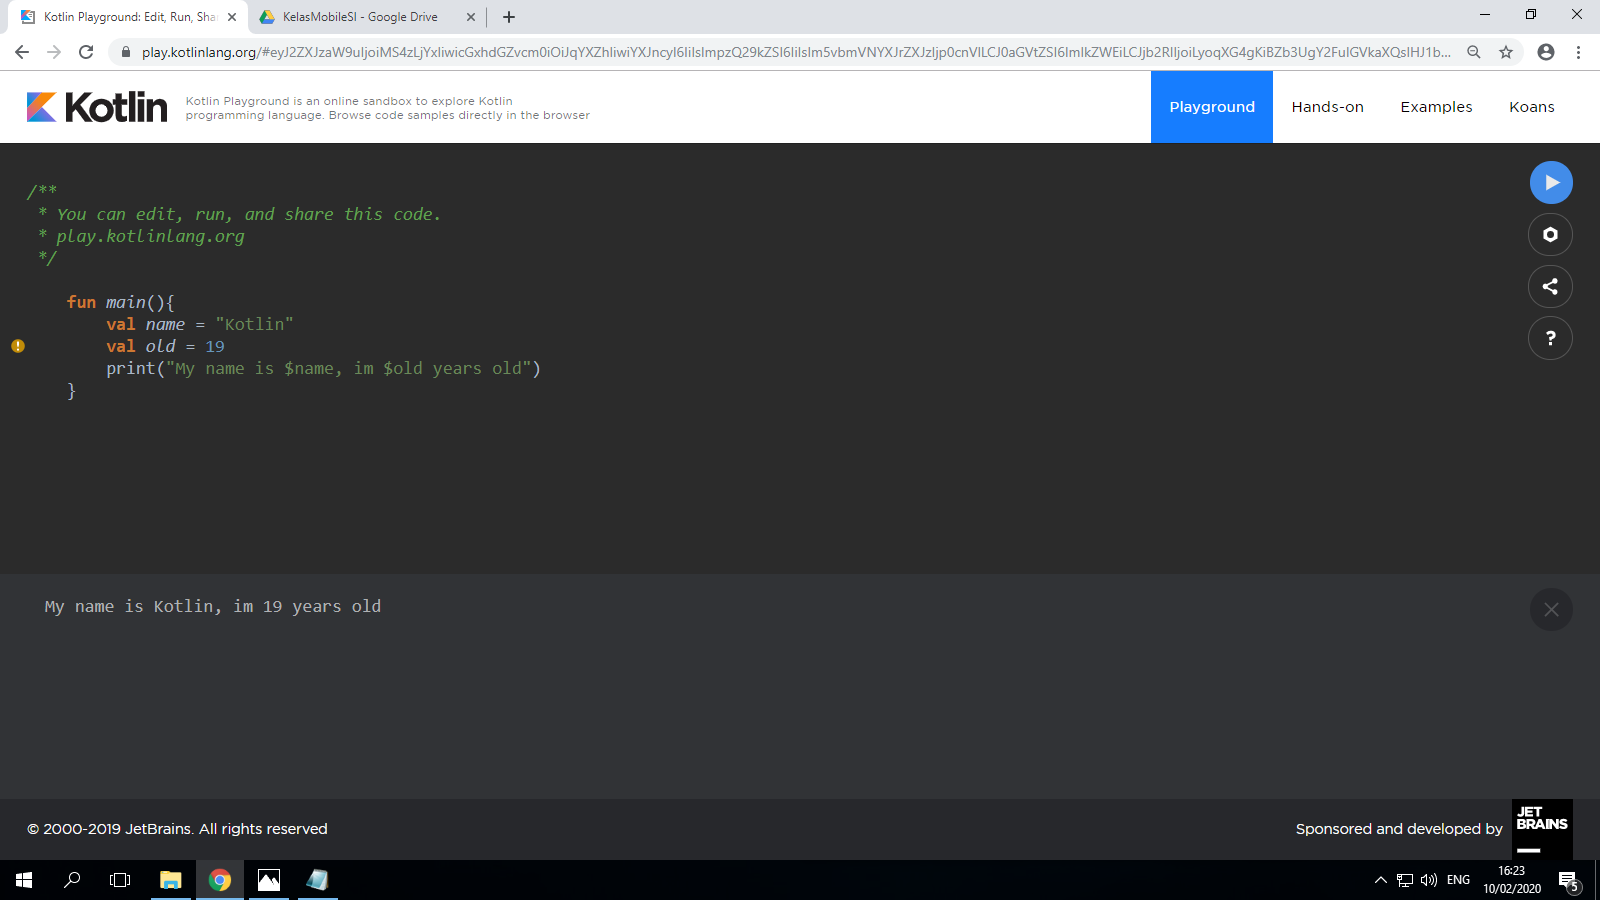 Kotlin Playground: Edit, Run, Sha
KelasMobileSI - Google Drive
Kotlin
Kotlin Playground is an online sandbox to explore Kotlin
programming language. Browse code samples directly in the browser
Playground
Hands-on
Examples
Koans
/**
* You can edit, run, and share this code.
* play.kotlinlang.org
*/
fun main(){
val name = "Kotlin"
val old = 19
print("My name is $name, im $old years old")
}
?
My name is Kotlin, im 19 years old
© 2000-2019 JetBrains. All rights reserved
Sponsored and developed by
JET
BRAINS
ENG
16:23
10/02/2020
5